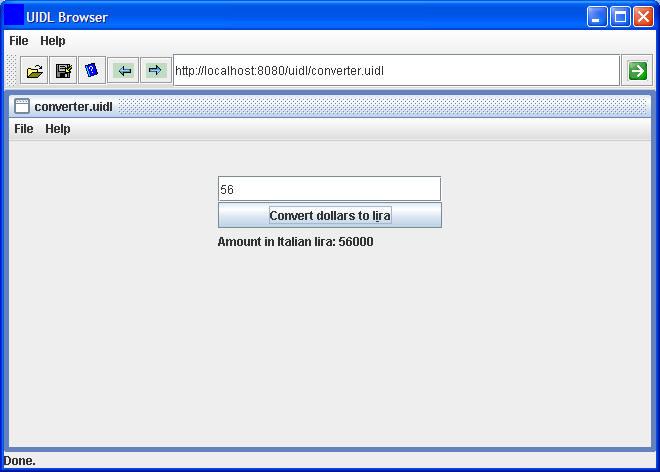 UIDL Browser
File Help
http://localhost:8080/uidl/converter.uidl
converter.uidl
File Help
56
Convert dollars to lira
Amount in Italian lira: 56000
Done.